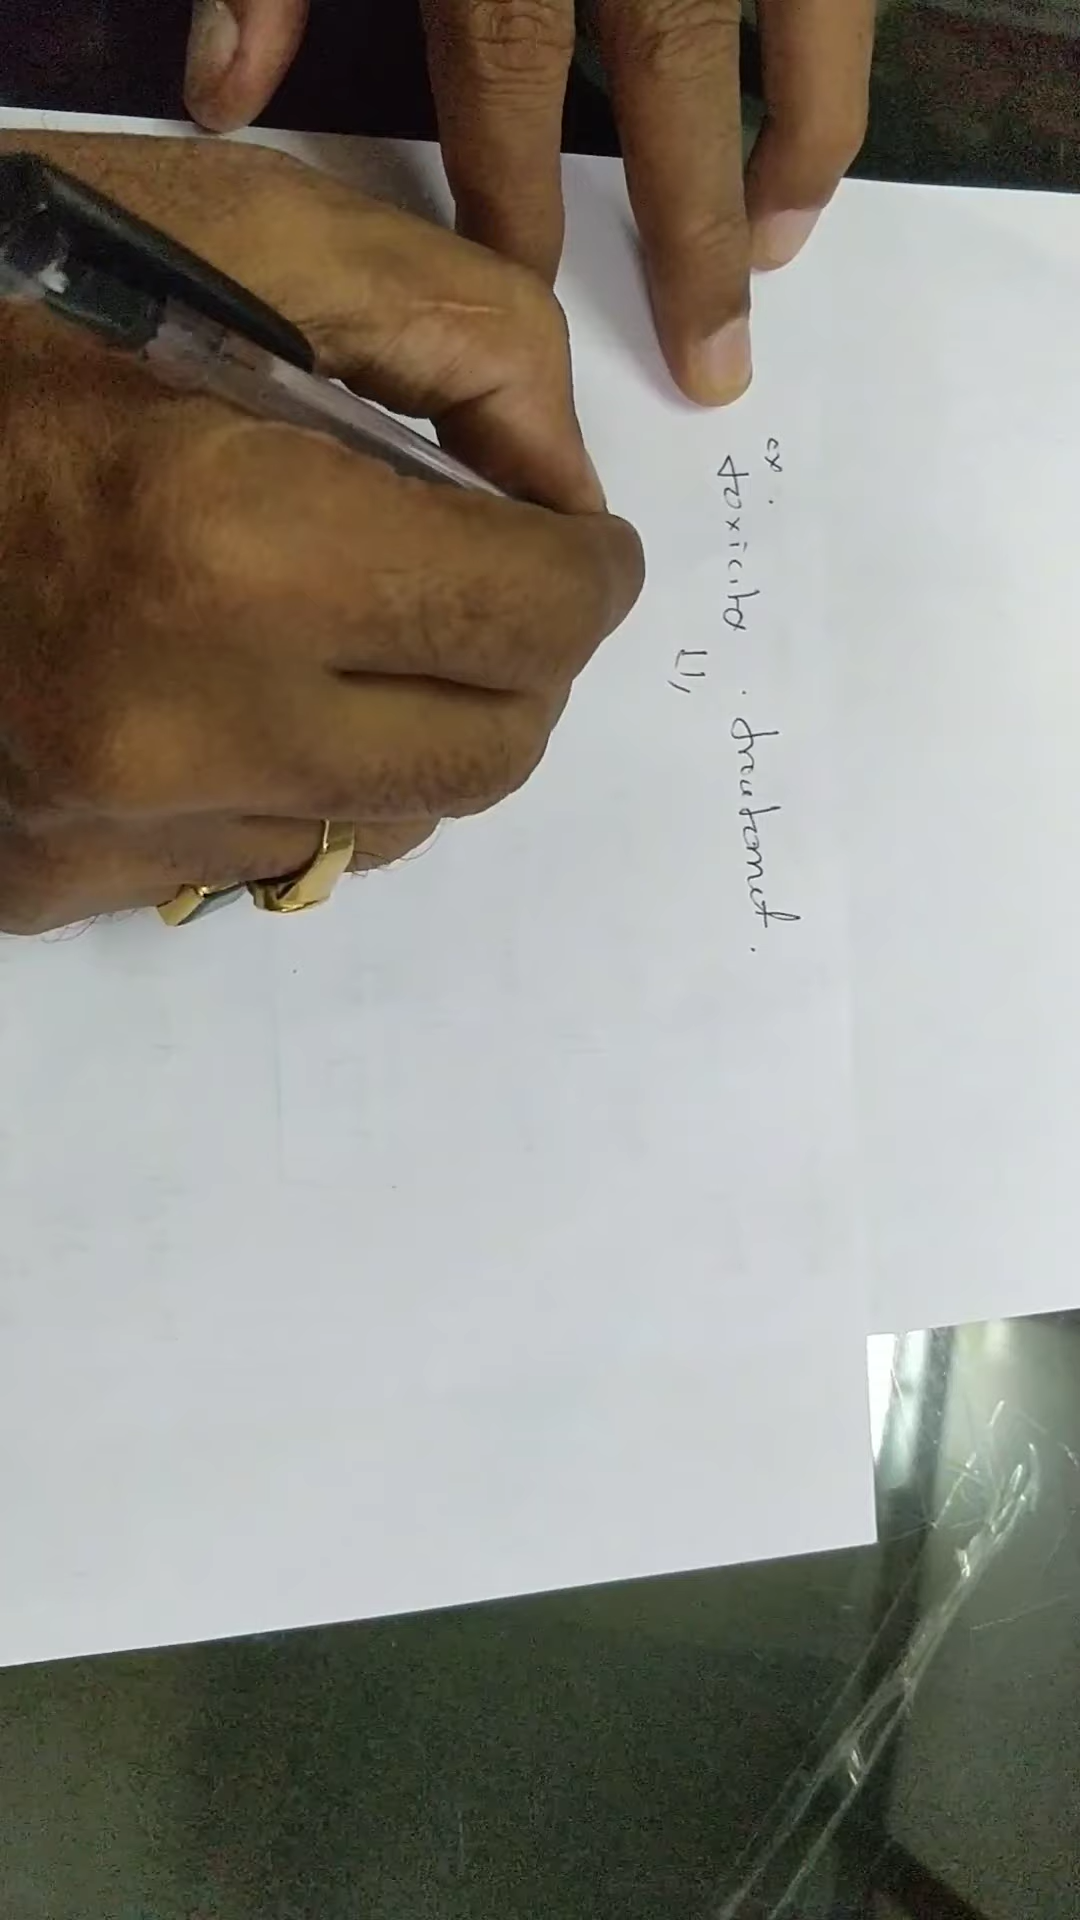 ex.
toxicity . treatment .